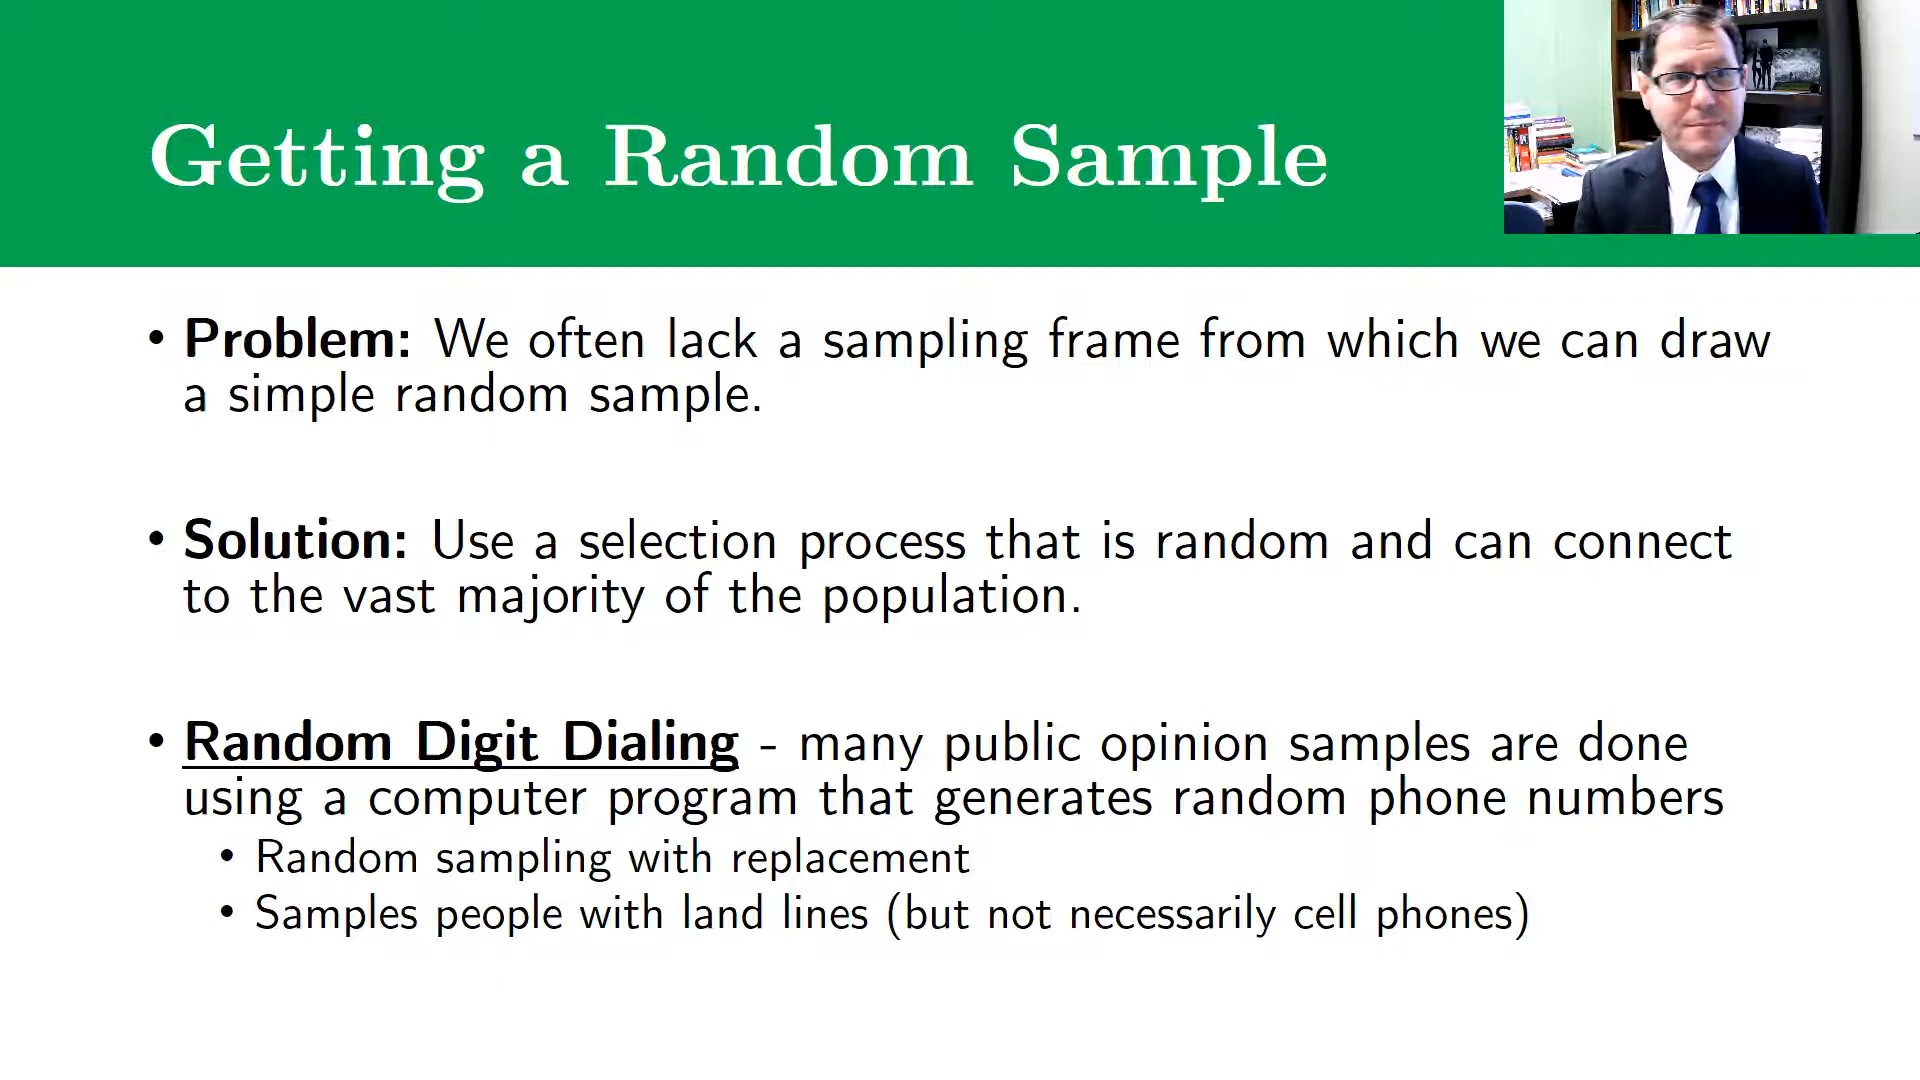 Getting a Random Sample
• Problem: We often lack a sampling frame from which we can draw
a simple random sample.
• Solution: Use a selection process that is random and can connect
to the vast majority of the population.
• Random Digit Dialing - many public opinion samples are done
using a computer program that generates random phone numbers
• Random sampling with replacement
• Samples people with land lines (but not necessarily cell phones)